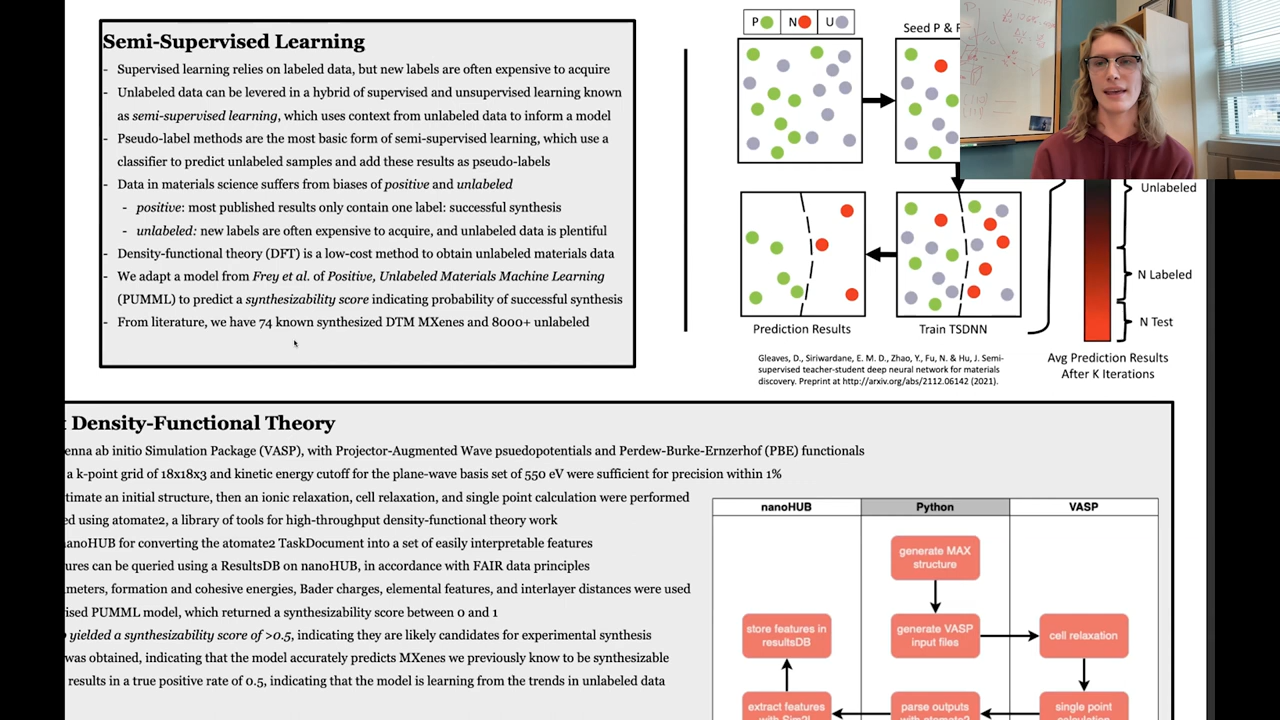 Semi-Supervised Learning
- Supervised learning relies on labeled data, but new labels are often expensive to acquire
- Unlabeled data can be levered in a hybrid of supervised and unsupervised learning known
as semi-supervised learning, which uses context from unlabeled data to inform a model
- Pseudo-label methods are the most basic form of semi-supervised learning, which use a
classifier to predict unlabeled samples and add these results as pseudo-labels
- Data in materials science suffers from biases of positive and unlabeled
- positive: most published results only contain one label: successful synthesis
- unlabeled: new labels are often expensive to acquire, and unlabeled data is plentiful
- Density-functional theory (DFT) is a low-cost method to obtain unlabeled materials data
- We adapt a model from Frey et al. of Positive, Unlabeled Materials Machine Learning
(PUMML) to predict a synthesizability score indicating probability of successful synthesis
- From literature, we have 74 known synthesized DTM MXenes and 8000+ unlabeled
P N U
Seed P &
Prediction Results
Train TSDNN
Unlabeled
N Labeled
N Test
Avg Prediction Results
After K Iterations
Gleaves, D., Siriwardane, E. M. D., Zhao, Y., Fu, N. & Hu, J. Semi-
supervised teacher-student deep neural network for materials
discovery. Preprint at http://arxiv.org/abs/2112.06142 (2021).
Density-Functional Theory
enna ab initio Simulation Package (VASP), with Projector-Augmented Wave psuedopotentials and Perdew-Burke-Ernzerhof (PBE) functionals
a k-point grid of 18x18x3 and kinetic energy cutoff for the plane-wave basis set of 550 eV were sufficient for precision within 1%
timate an initial structure, then an ionic relaxation, cell relaxation, and single point calculation were performed
ed using atomate2, a library of tools for high-throughput density-functional theory work
nanoHUB for converting the atomate2 TaskDocument into a set of easily interpretable features
ures can be queried using a ResultsDB on nanoHUB, in accordance with FAIR data principles
meters, formation and cohesive energies, Bader charges, elemental features, and interlayer distances were used
ised PUMML model, which returned a synthesizability score between 0 and 1
yielded a synthesizability score of >0.5, indicating they are likely candidates for experimental synthesis
was obtained, indicating that the model accurately predicts MXenes we previously know to be synthesizable
results in a true positive rate of 0.5, indicating that the model is learning from the trends in unlabeled data
nanoHUB
Python
VASP
generate MAX
structure
store features in
resultsDB
generate VASP
input files
cell relaxation
extract features
with Sim2L
parse outputs
with atomate2
single point
calculation